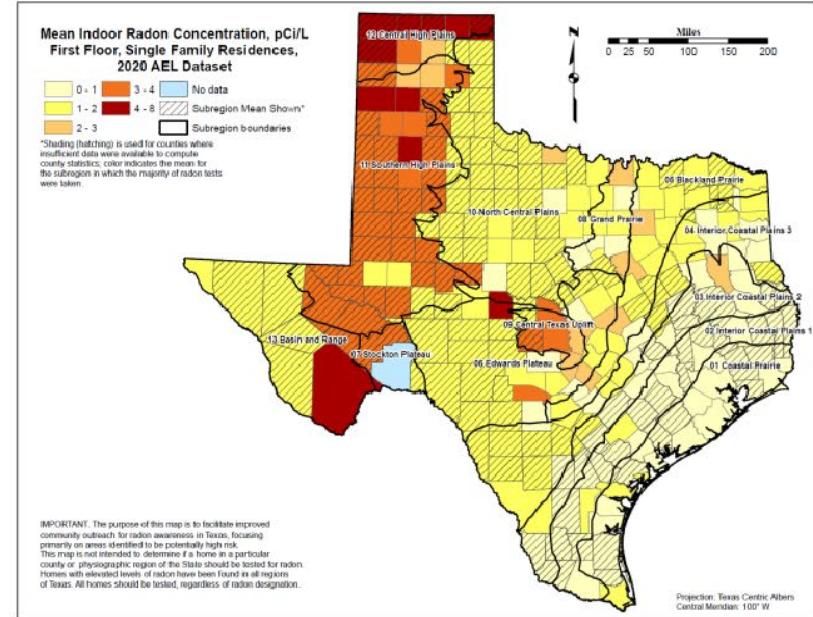 Mean Indoor Radon Concentration, pCi/L
First Floor, Single Family Residences,
2020 AEL Dataset
0 - 1
3 - 4
No data
1 - 2
4 - 8
Subregion Mean Shown*
2 - 3
Subregion boundaries
*Shading (hatching) is used for counties where
insufficient data were available to compute
county statistics; color indicates the mean for
the subregion in which the majority of radon tests
were taken.
N
Miles
0 25 50 100 150 200
12 Central High Plains
11 Southern High Plains
10 North Central Plains
08 Grand Prairie
06 Blackland Prairie
04 Interior Coastal Plains 3
03 Interior Coastal Plains 2
02 Interior Coastal Plains 1
01 Coastal Prairie
09 Central Texas Uplift
13 Basin and Range
07 Stockton Plateau
Edwards Plateau
IMPORTANT. The purpose of this map is to facilitate improved
community outreach for radon awareness in Texas, focusing
primarily on areas identified to be potentially high risk.
This map is not intended to determine if a home in a particular
county or physiographic region of the State should be tested for radon.
Homes with elevated levels of radon have been found in all regions
of Texas. All homes should be tested, regardless of radon designation.
Projection: Texas Centric Albers
Central Meridian: 100° W